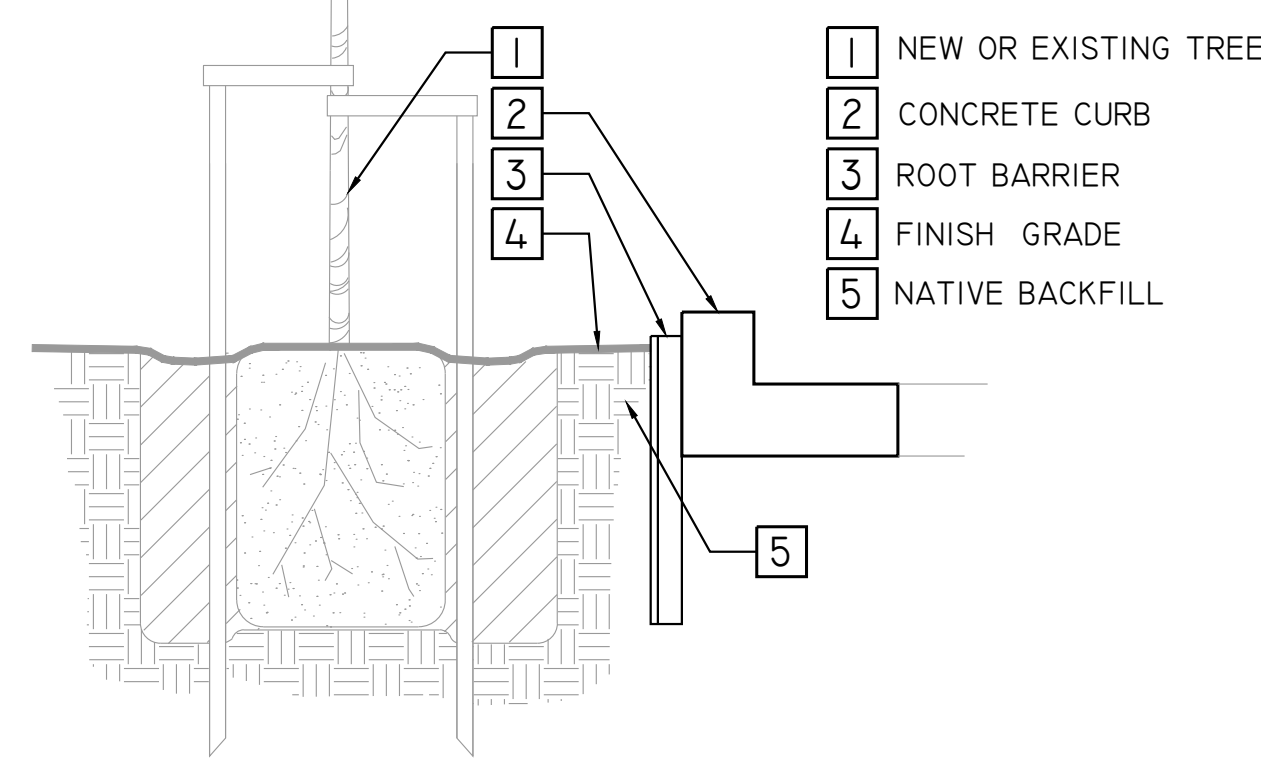 1 NEW OR EXISTING TREE
2 CONCRETE CURB
3 ROOT BARRIER
4 FINISH GRADE
5 NATIVE BACKFILL
1
2
3
4
5